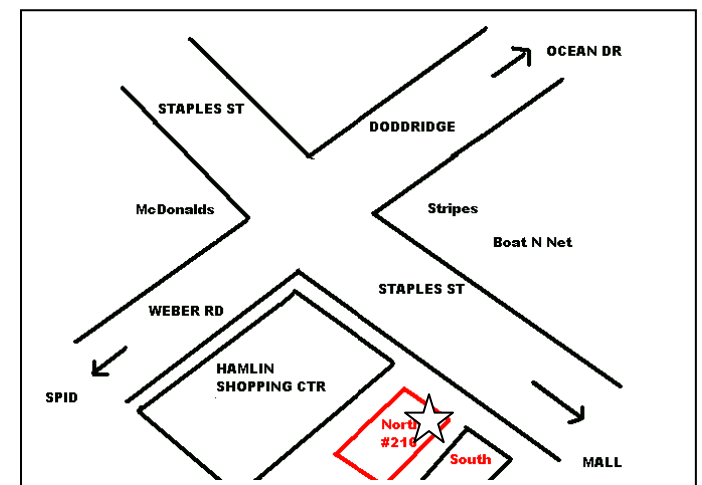 OCEAN DR
STAPLES ST
DODDRIDGE
McDonalds
Stripes
Boat N Net
STAPLES ST
WEBER RD
HAMLIN
SHOPPING CTR
SPID
North
#210
South
MALL